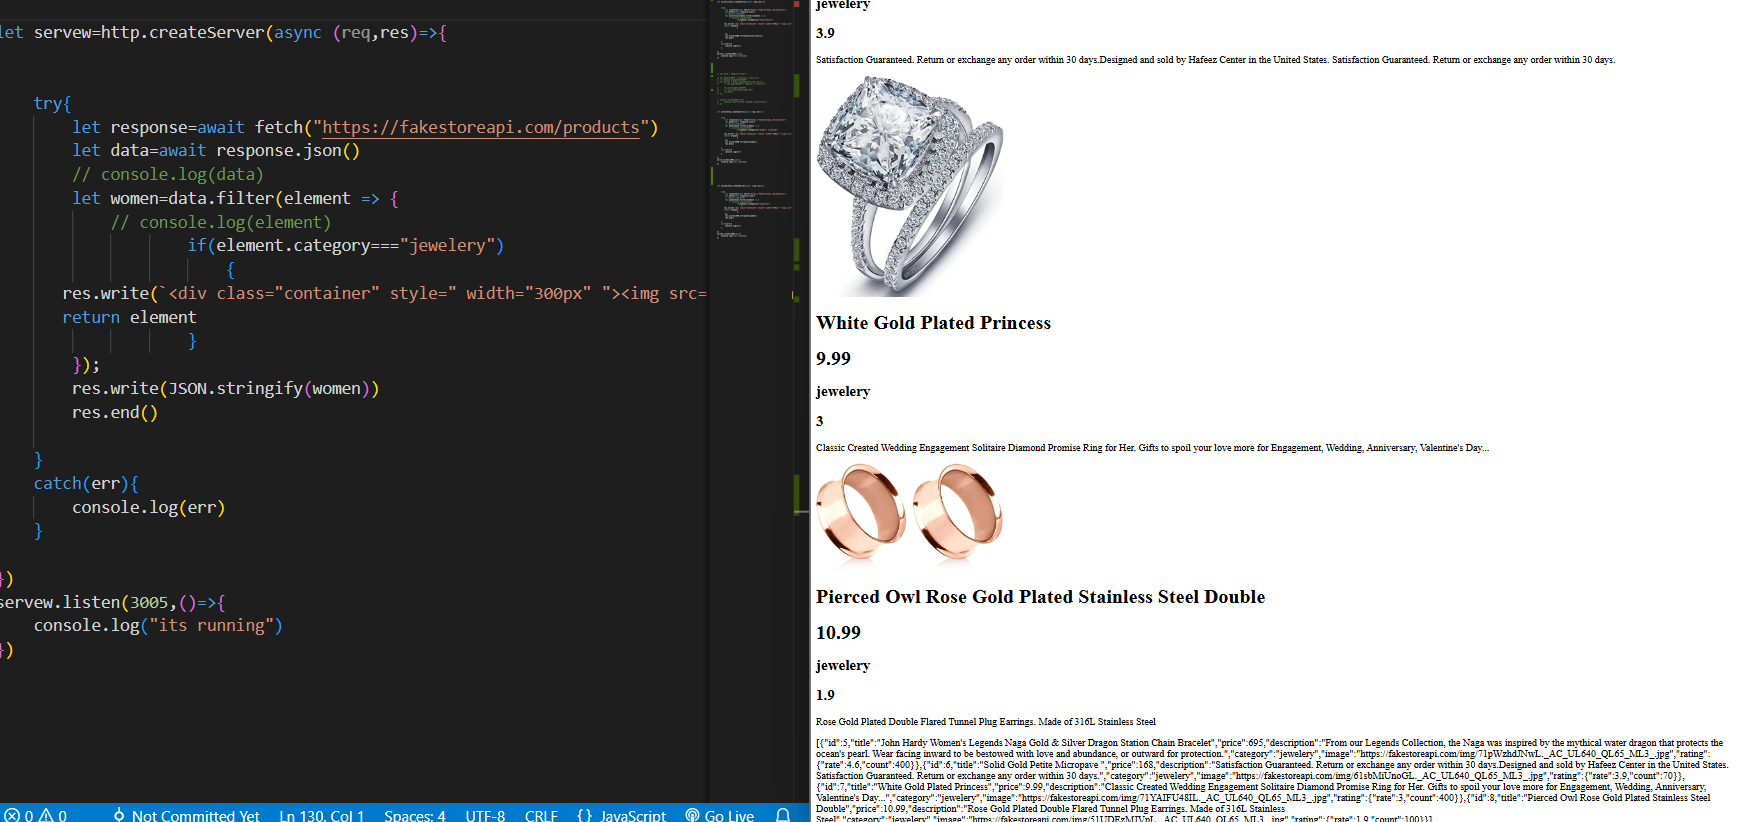 let servew=http.createServer(async (req,res)=>{
try{
let response=await fetch("https://fakestoreapi.com/products")
let data=await response.json()
// console.log(data)
let women=data.filter(element => {
// console.log(element)
if(element.category==="jewelery")
{
res.write(`<div class="container" style=" width="300px" "><img src=
return element
}
});
res.write(JSON.stringify(women))
res.end()
}
catch(err){
console.log(err)
}
})
servew.listen(3005,()=>{
console.log("its running")
})
0 0 Not Committed Yet Ln 130, Col 1 Spaces: 4 UTF-8 CRLF {} JavaScript Go Live
jewelery
3.9
Satisfaction Guaranteed. Return or exchange any order within 30 days.Designed and sold by Hafeez Center in the United States. Satisfaction Guaranteed. Return or exchange any order within 30 days.
White Gold Plated Princess
9.99
jewelery
3
Classic Created Wedding Engagement Solitaire Diamond Promise Ring for Her. Gifts to spoil your love more for Engagement, Wedding, Anniversary, Valentine's Day...
Pierced Owl Rose Gold Plated Stainless Steel Double
10.99
jewelery
1.9
Rose Gold Plated Double Flared Tunnel Plug Earrings. Made of 316L Stainless Steel
[{"id":5,"title":"John Hardy Women's Legends Naga Gold & Silver Dragon Station Chain Bracelet","price":695,"description":"From our Legends Collection, the Naga was inspired by the mythical water dragon that protects the
ocean's pearl. Wear facing inward to be bestowed with love and abundance, or outward for protection.","category":"jewelery","image":"https://fakestoreapi.com/img/71pWzhdJNwL._AC_UL640_QL65_ML3_.jpg","rating":
{"rate":4.6,"count":400}},{"id":6,"title":"Solid Gold Petite Micropave ","price":168,"description":"Satisfaction Guaranteed. Return or exchange any order within 30 days.Designed and sold by Hafeez Center in the United States.
Satisfaction Guaranteed. Return or exchange any order within 30 days.","category":"jewelery","image":"https://fakestoreapi.com/img/61sbMiUnoGL._AC_UL640_QL65_ML3_.jpg","rating":{"rate":3.9,"count":70}},
{"id":7,"title":"White Gold Plated Princess","price":9.99,"description":"Classic Created Wedding Engagement Solitaire Diamond Promise Ring for Her. Gifts to spoil your love more for Engagement, Wedding, Anniversary,
Valentine's Day...","category":"jewelery","image":"https://fakestoreapi.com/img/71YAIFU48IL._AC_UL640_QL65_ML3_.jpg","rating":{"rate":3,"count":400}},{"id":8,"title":"Pierced Owl Rose Gold Plated Stainless Steel
Double","price":10.99,"description":"Rose Gold Plated Double Flared Tunnel Plug Earrings. Made of 316L Stainless
Steel","category":"jewelery","image":"https://fakestoreapi.com/img/51UDEzMJVpL._AC_UL640_QL65_ML3_.jpg","rating":{"rate":1.9,"count":100}}]